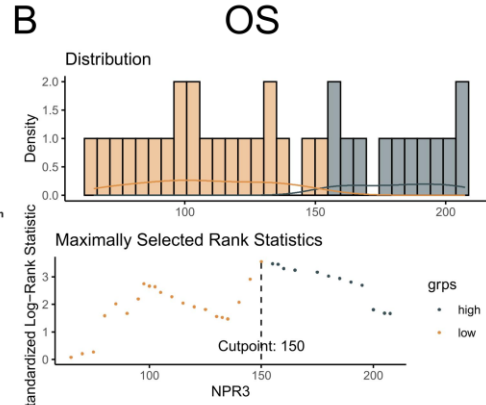 B OS
Distribution
Density
2.0
1.5
1.0
0.5
0.0
100 150 200
Maximally Selected Rank Statistics
tandardized Log-Rank Statistic
3
2
1
0
Cutpoint: 150
100 150 200
NPR3
grps
high
low